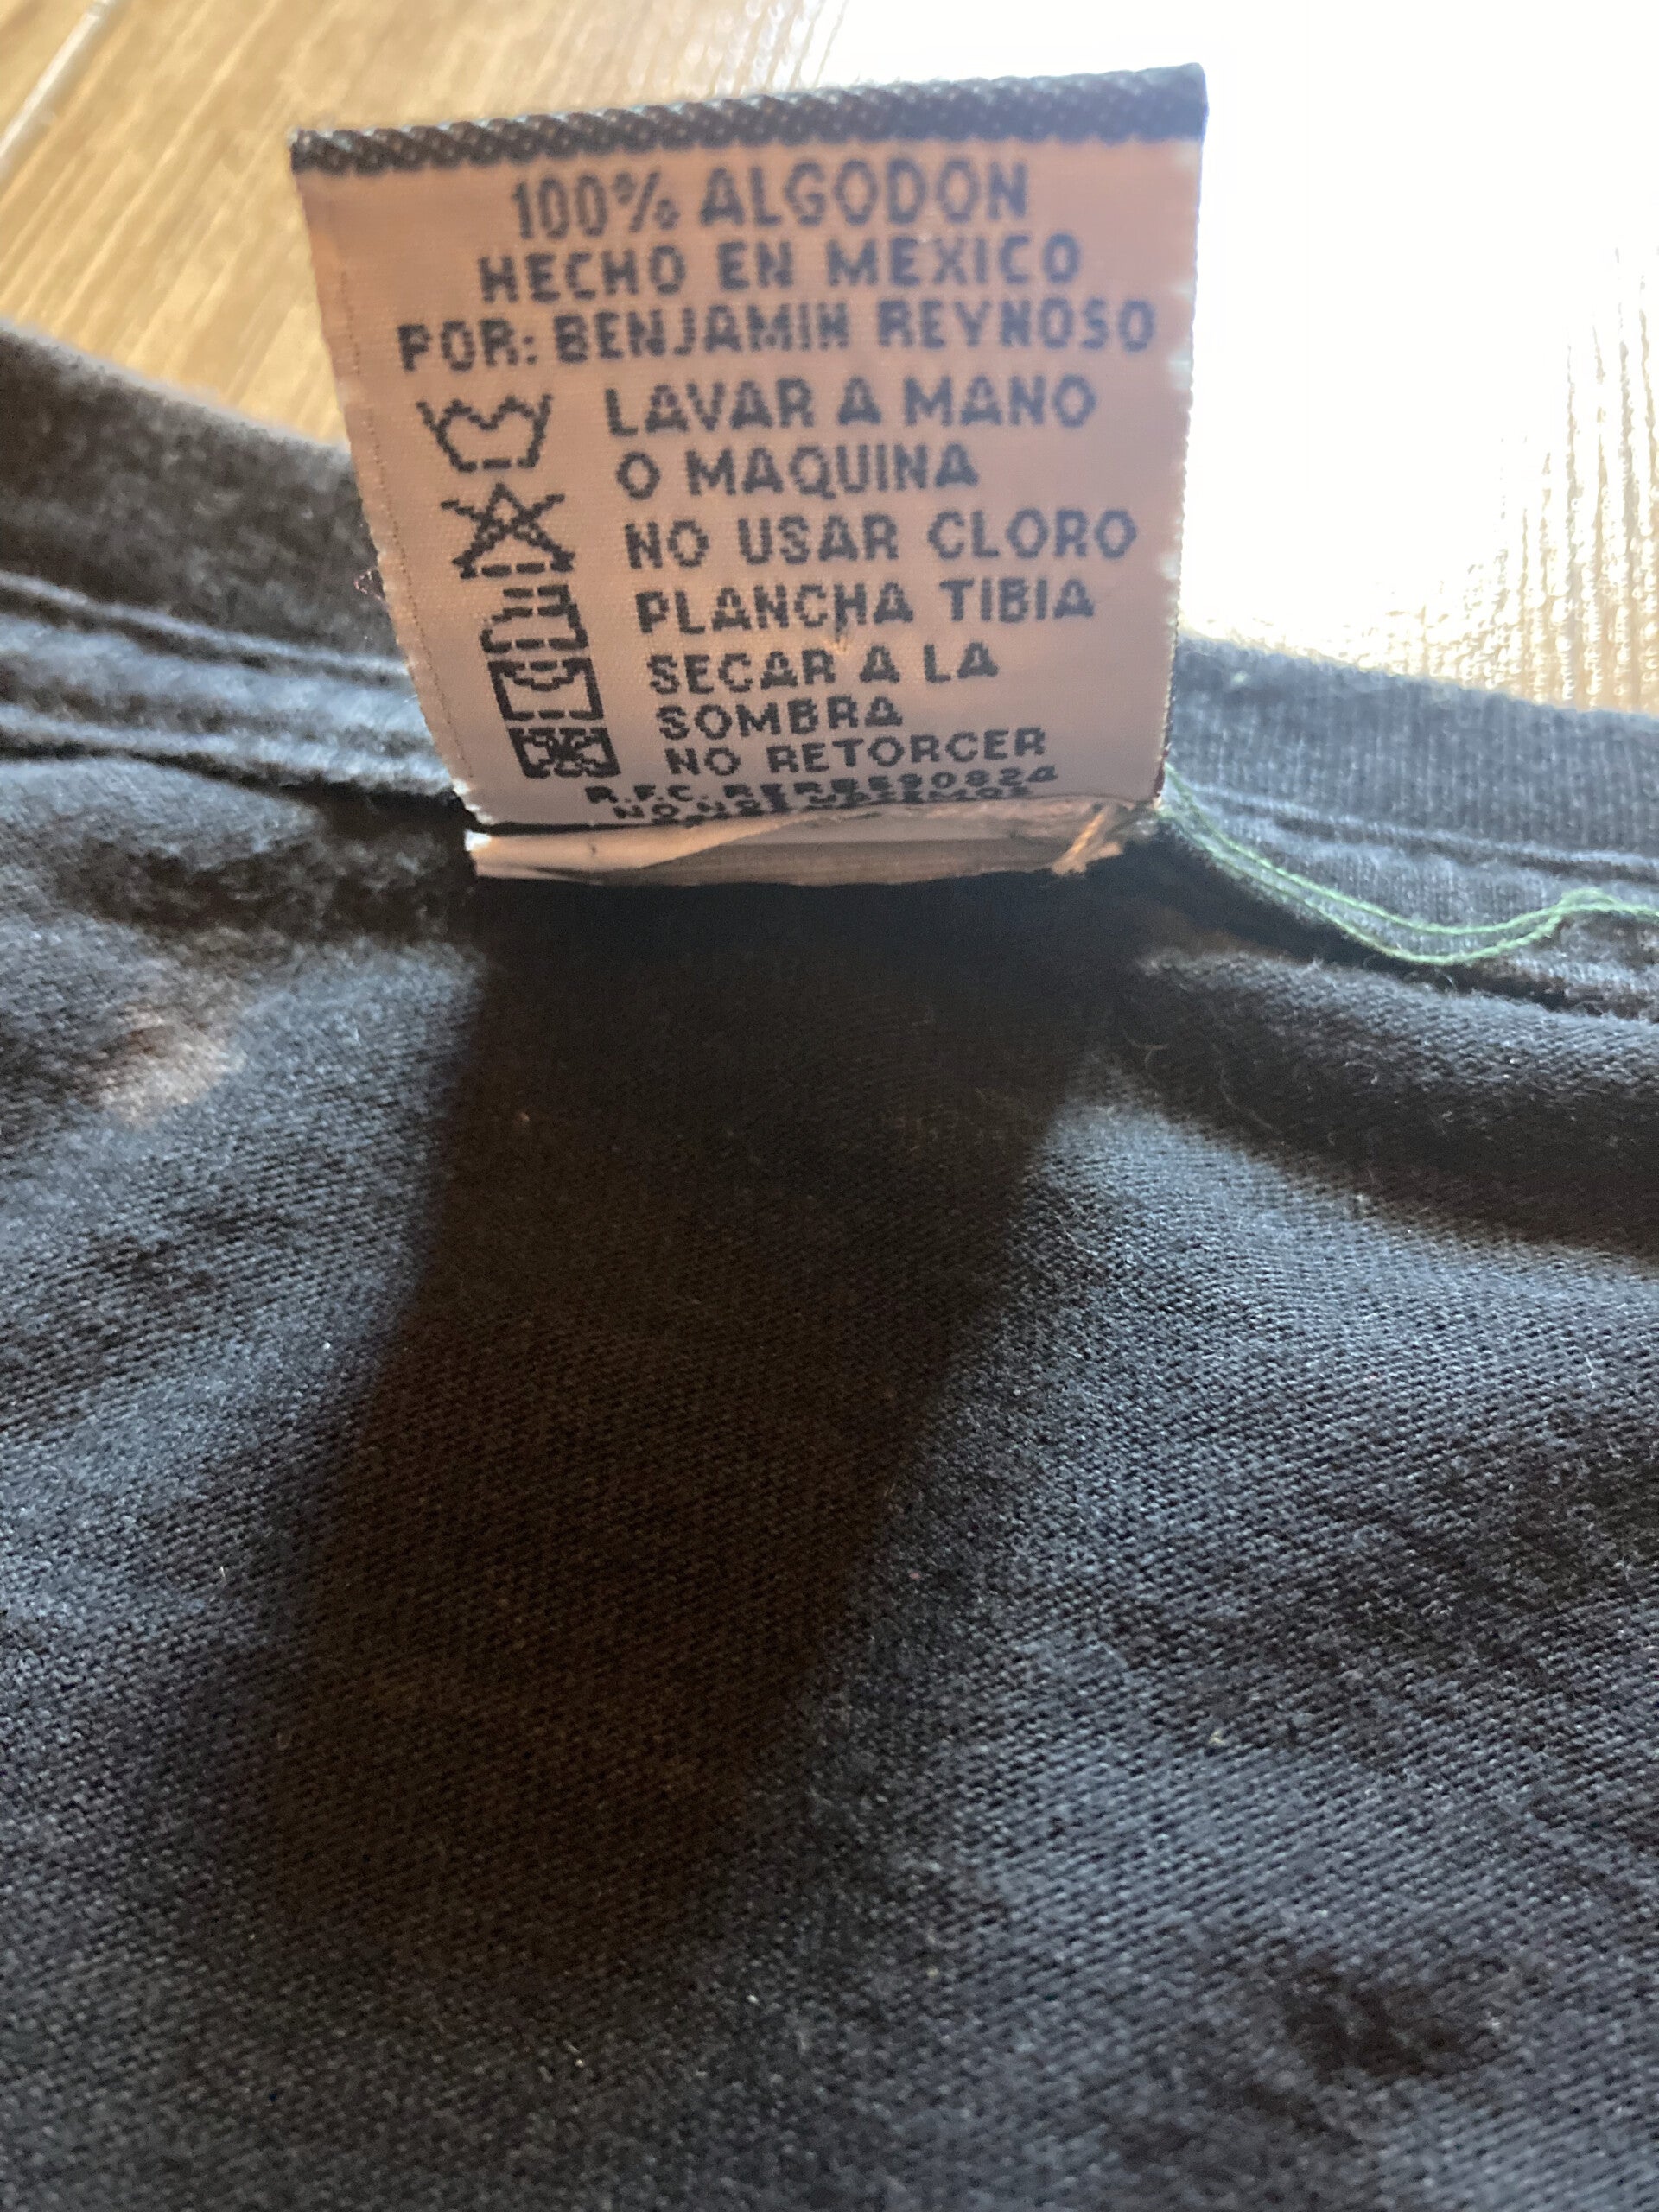 100% ALGODON
HECHO EN MEXICO
POR: BENJAMIN REYNOSO
LAVAR A MANO
O MAQUINA
NO USAR CLORO
PLANCHA TIBIA
SECAR A LA
SOMBRA
NO RETORCER
R.F.C.